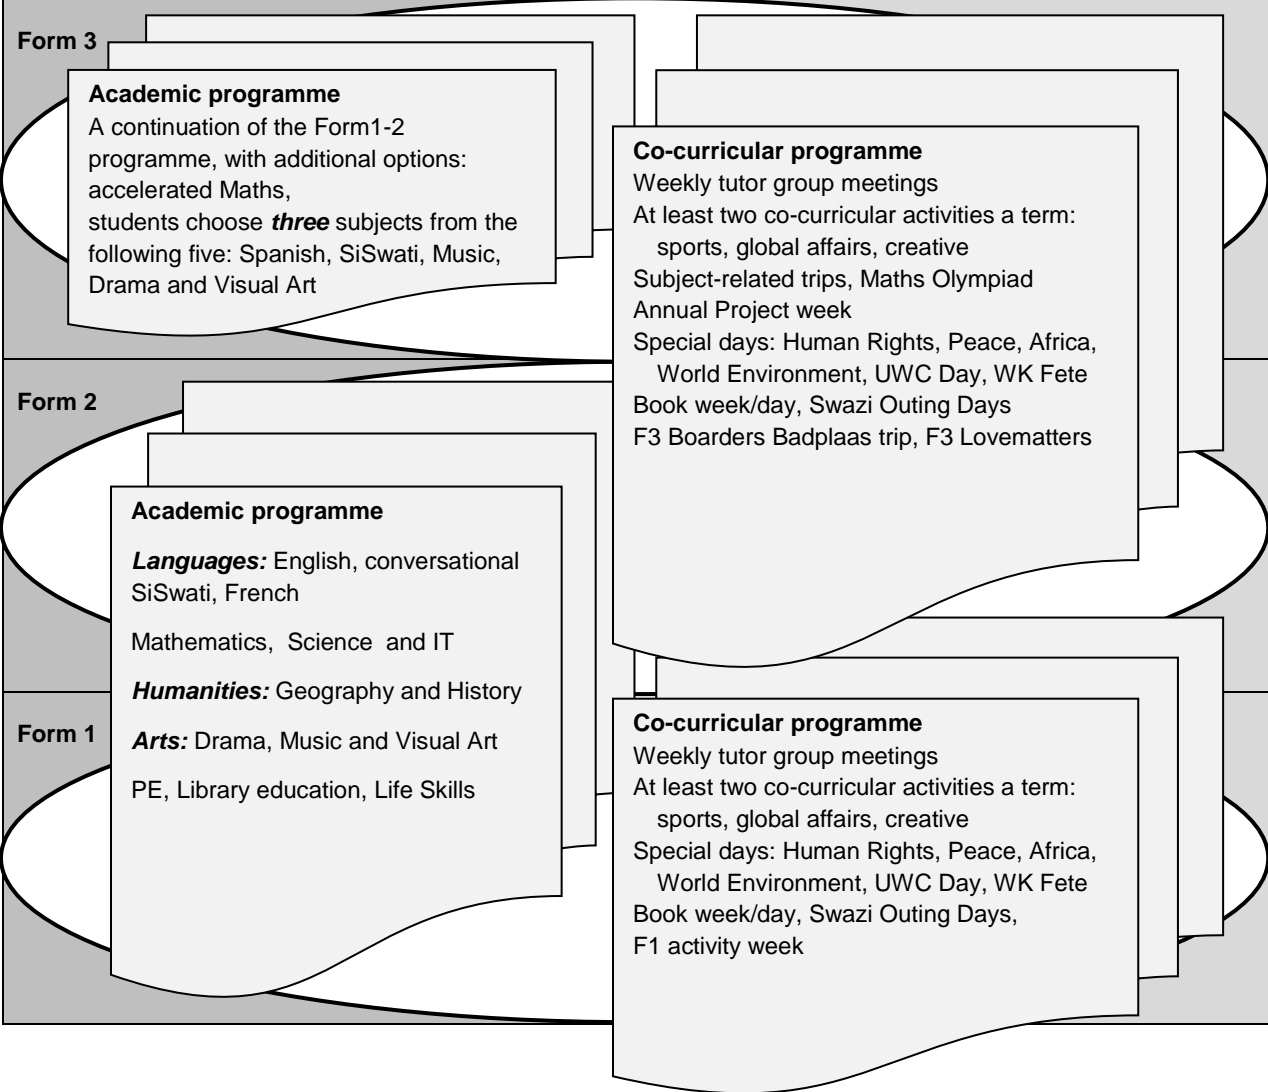 Form 3
Academic programme
A continuation of the Form1-2
programme, with additional options:
accelerated Maths,
students choose three subjects from the
following five: Spanish, SiSwati, Music,
Drama and Visual Art
Co-curricular programme
Weekly tutor group meetings
At least two co-curricular activities a term:
sports, global affairs, creative
Subject-related trips, Maths Olympiad
Annual Project week
Special days: Human Rights, Peace, Africa,
World Environment, UWC Day, WK Fete
Book week/day, Swazi Outing Days
F3 Boarders Badplaas trip, F3 Lovematters
Form 2
Academic programme
Languages: English, conversational
SiSwati, French
Mathematics, Science and IT
Humanities: Geography and History
Arts: Drama, Music and Visual Art
PE, Library education, Life Skills
Form 1
Co-curricular programme
Weekly tutor group meetings
At least two co-curricular activities a term:
sports, global affairs, creative
Special days: Human Rights, Peace, Africa,
World Environment, UWC Day, WK Fete
Book week/day, Swazi Outing Days,
F1 activity week